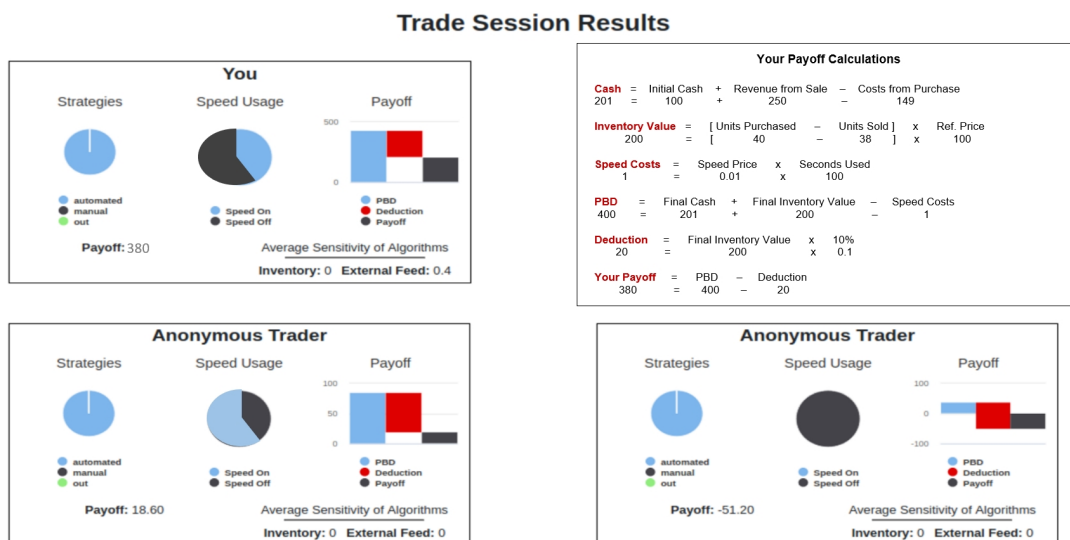 Trade Session Results
You
Strategies Speed Usage Payoff
500
0
automated
manual
out
Speed On
Speed Off
PBD
Deduction
Payoff
Payoff: 380
Average Sensitivity of Algorithms
Inventory: 0 External Feed: 0.4
Your Payoff Calculations
Cash = Initial Cash + Revenue from Sale – Costs from Purchase
201 = 100 + 250 – 149
Inventory Value = [ Units Purchased – Units Sold ] x Ref. Price
200 = [ 40 – 38 ] x 100
Speed Costs = Speed Price x Seconds Used
1 = 0.01 x 100
PBD = Final Cash + Final Inventory Value – Speed Costs
400 = 201 + 200 – 1
Deduction = Final Inventory Value x 10%
20 = 200 x 0.1
Your Payoff = PBD – Deduction
380 = 400 – 20
Anonymous Trader
Strategies Speed Usage Payoff
100
50
0
automated
manual
out
Speed On
Speed Off
PBD
Deduction
Payoff
Payoff: 18.60
Average Sensitivity of Algorithms
Inventory: 0 External Feed: 0
Anonymous Trader
Strategies Speed Usage Payoff
100
0
-100
automated
manual
out
Speed On
Speed Off
PBD
Deduction
Payoff
Payoff: -51.20
Average Sensitivity of Algorithms
Inventory: 0 External Feed: 0